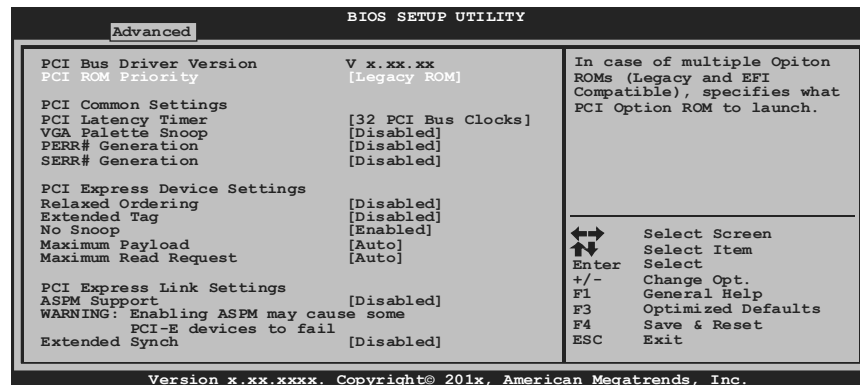 BIOS SETUP UTILITY
Advanced
PCI Bus Driver Version V x.xx.xx
PCI ROM Priority [Legacy ROM]
PCI Common Settings
PCI Latency Timer [32 PCI Bus Clocks]
VGA Palette Snoop [Disabled]
PERR# Generation [Disabled]
SERR# Generation [Disabled]
PCI Express Device Settings
Relaxed Ordering [Disabled]
Extended Tag [Disabled]
No Snoop [Enabled]
Maximum Payload [Auto]
Maximum Read Request [Auto]
PCI Express Link Settings
ASPM Support [Disabled]
WARNING: Enabling ASPM may cause some
PCI-E devices to fail
Extended Synch [Disabled]
In case of multiple Opiton
ROMs (Legacy and EFI
Compatible), specifies what
PCI Option ROM to launch.
Select Screen
Select Item
Enter Select
+/- Change Opt.
F1 General Help
F3 Optimized Defaults
F4 Save & Reset
ESC Exit
Version x.xx.xxxx. Copyright© 201x, American Megatrends, Inc.